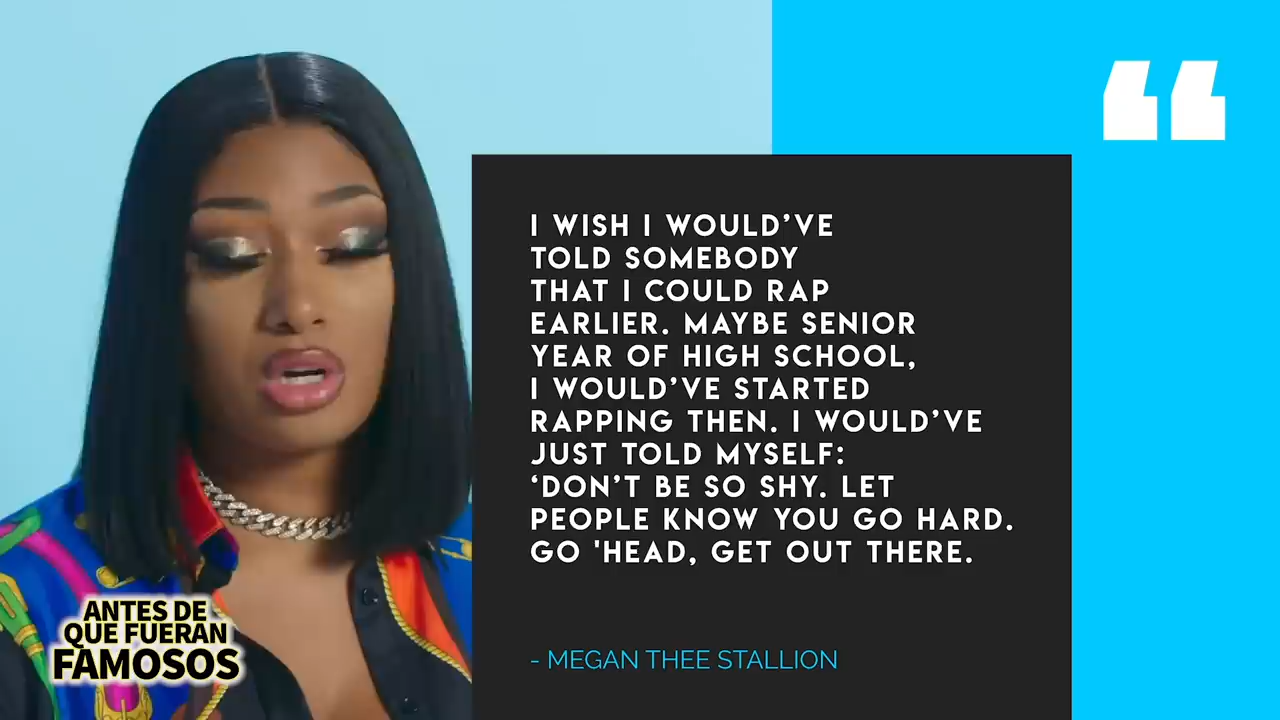 I WISH I WOULD’VE
TOLD SOMEBODY
THAT I COULD RAP
EARLIER. MAYBE SENIOR
YEAR OF HIGH SCHOOL,
I WOULD’VE STARTED
RAPPING THEN. I WOULD’VE
JUST TOLD MYSELF:
‘DON’T BE SO SHY. LET
PEOPLE KNOW YOU GO HARD.
GO 'HEAD, GET OUT THERE.
- MEGAN THEE STALLION
ANTES DE
QUE FUERAN
FAMOSOS